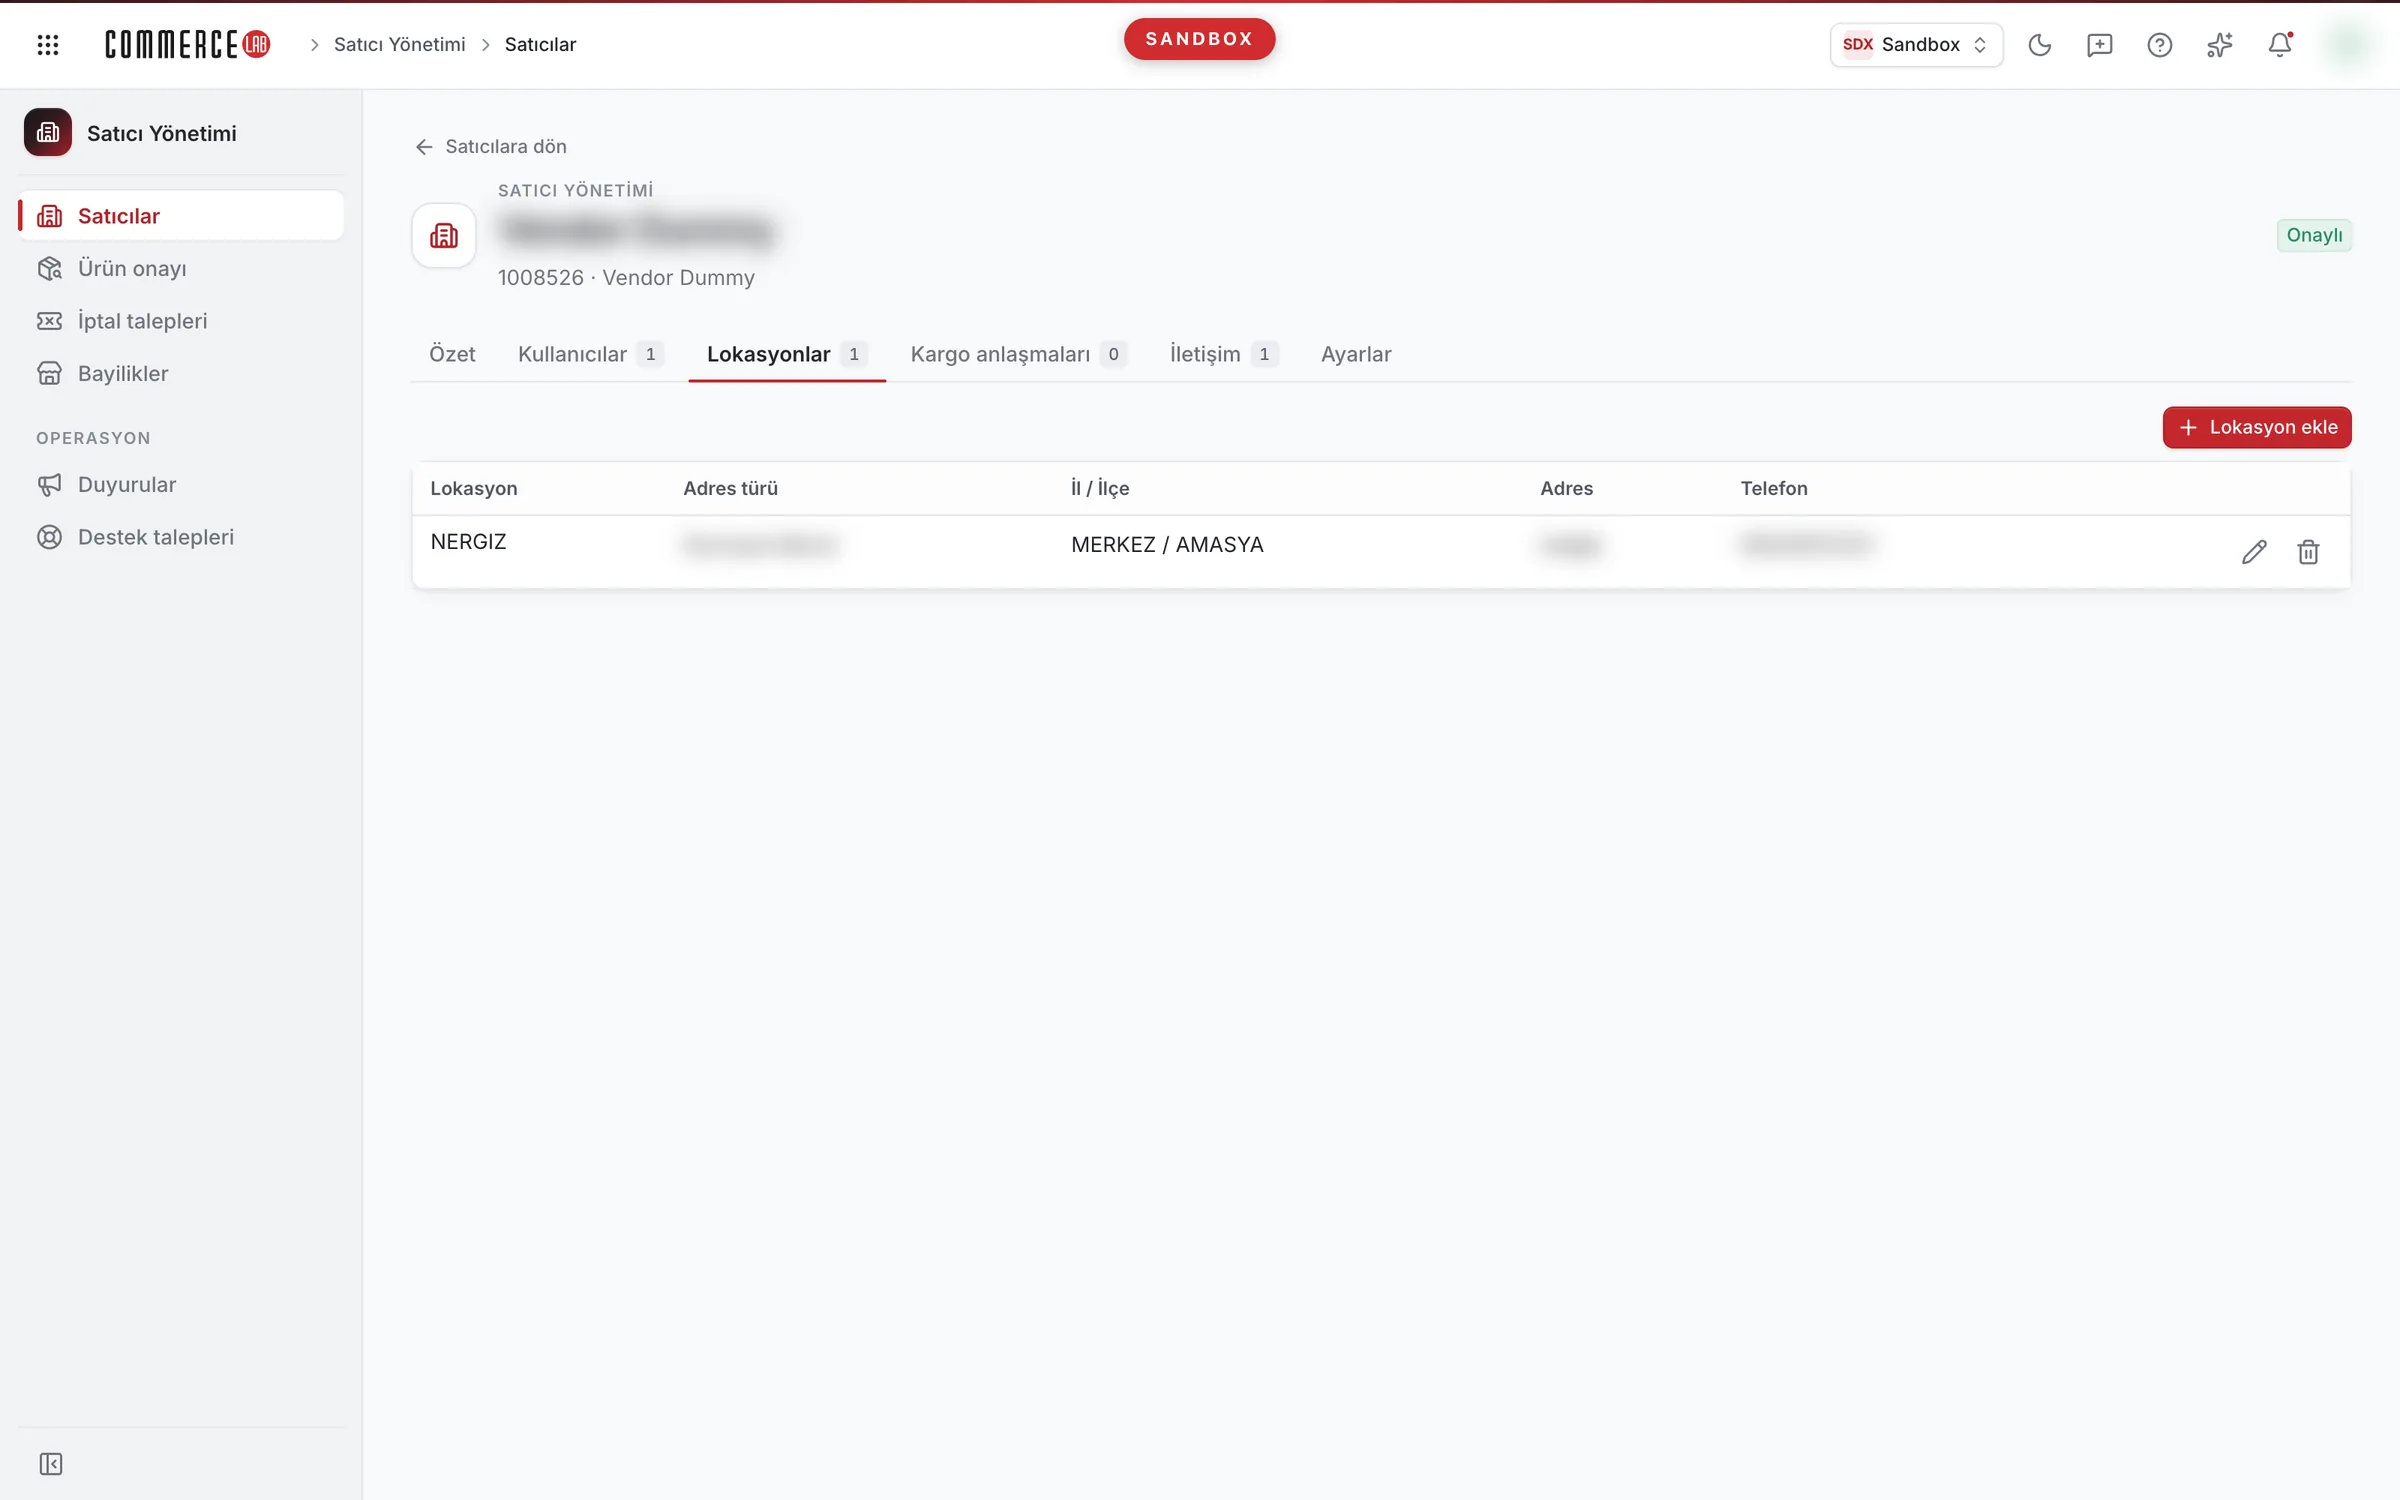 COMMERCE LAB
Satıcı Yönetimi
Satıcılar
SANDBOX
SDX Sandbox
Satıcı Yönetimi
Satıcılar
Ürün onayı
İptal talepleri
Bayilikler
OPERASYON
Duyurular
Destek talepleri
Satıcılara dön
SATICI YÖNETİMİ
1008526 · Vendor Dummy
Onaylı
Özet
Kullanıcılar 1
Lokasyonlar 1
Kargo anlaşmaları 0
İletişim 1
Ayarlar
Lokasyon ekle
Lokasyon Adres türü İl / İlçe Adres Telefon
NERGIZ MERKEZ / AMASYA